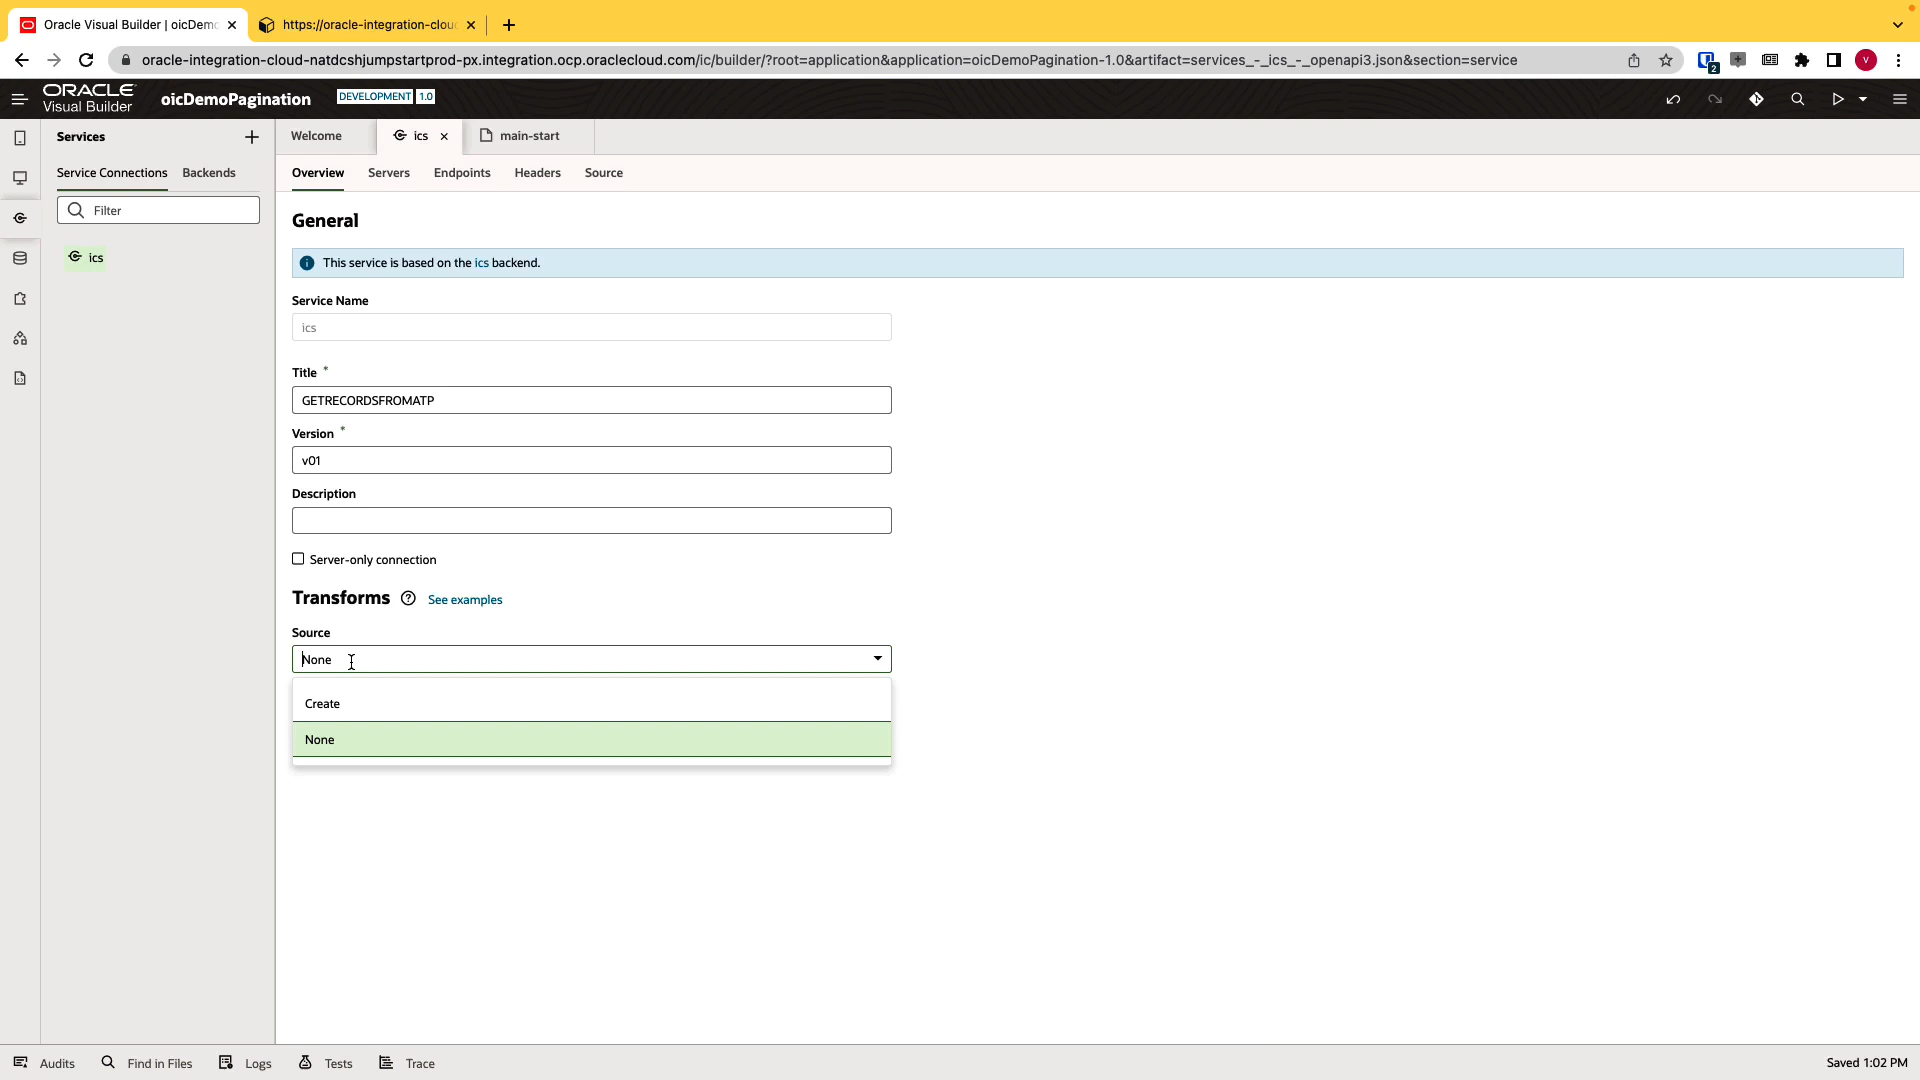 Oracle Visual Builder | oicDemo
https://oracle-integration-clou
oracle-integration-cloud-natdcshjumpstartprod-px.integration.ocp.oraclecloud.com/ic/builder/?root=application&application=oicDemoPagination-1.0&artifact=services_-_ics_-_openapi3.json&section=service
2
V
ORACLE
Visual Builder
oicDemoPagination
DEVELOPMENT 1.0
Services
Welcome
ics
main-start
Service Connections
Backends
Overview
Servers
Endpoints
Headers
Source
Filter
General
ics
This service is based on the ics backend.
Service Name
ics
Title *
GETRECORDSFROMATP
Version *
v01
Description
Server-only connection
Transforms
See examples
Source
None
Create
None
Audits
Find in Files
Logs
Tests
Trace
Saved 1:02 PM